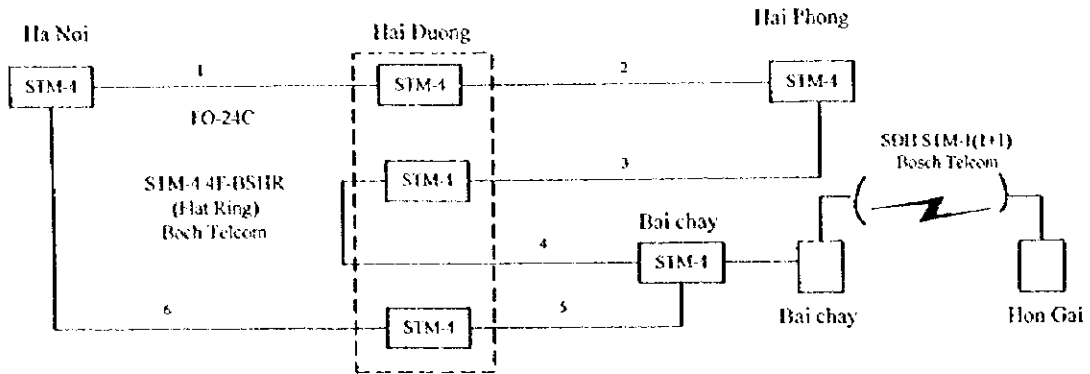 Ha Noi
Hai Duong
Hai Phong
STM-4
1
STM-4
2
STM-4
FO-24C
SDH STM-1(1+1)
Bosch Telcom
3
STM-4
STM-4 4F-BSHR
(Flat Ring)
Boch Telcom
Bai chay
4
STM-4
6
STM-4
5
Bai chay
Hon Gai